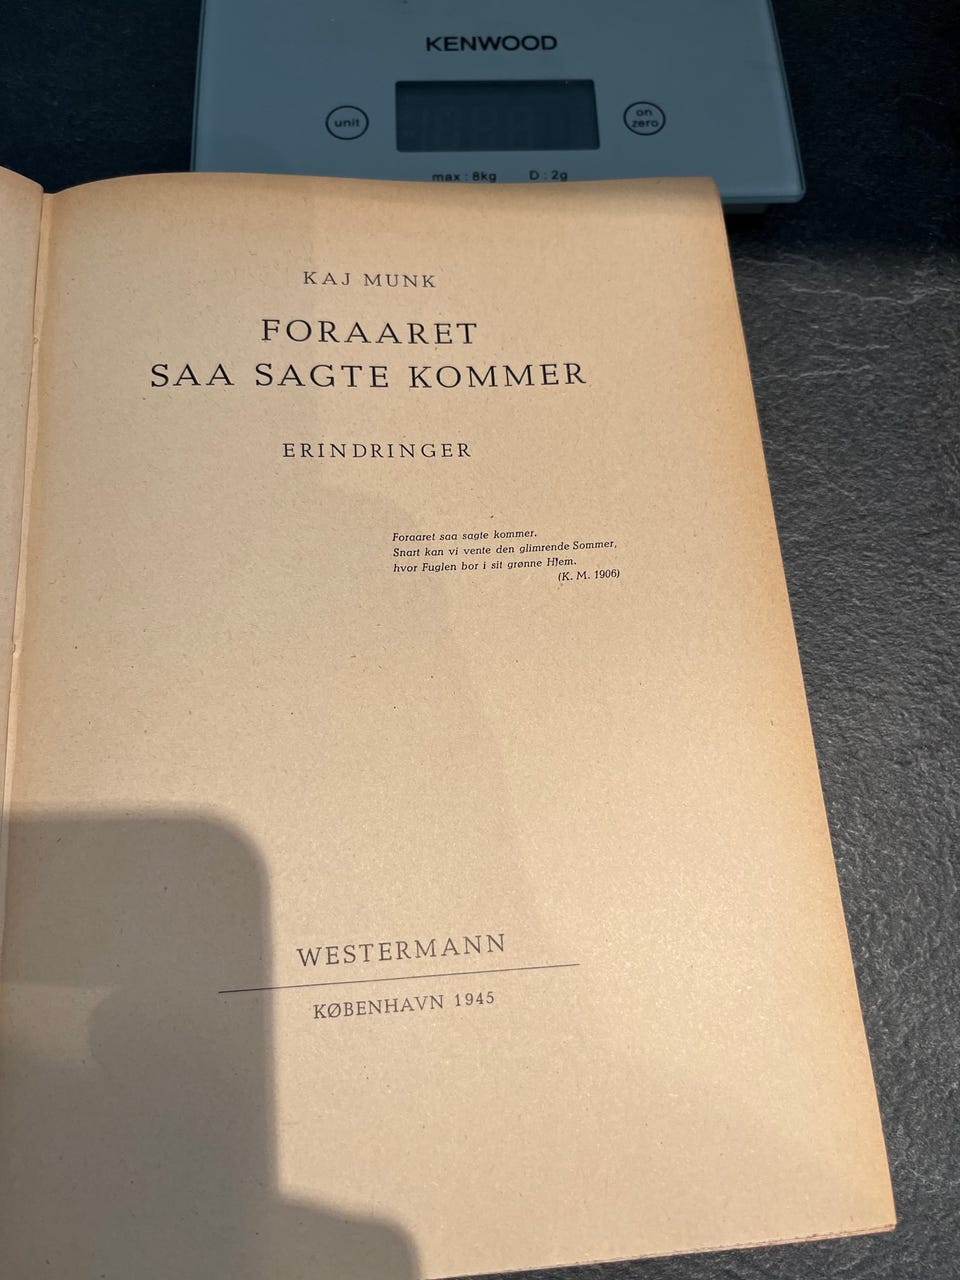 KENWOOD
unit
on
zero
max : 8kg D : 2g
KAJ MUNK
FORAARET
SAA SAGTE KOMMER
ERINDRINGER
Foraaret saa sagte kommer.
Snart kan vi vente den glimrende Sommer,
hvor Fuglen bor i sit grønne Hjem.
(K. M. 1906)
WESTERMANN
KØBENHAVN 1945